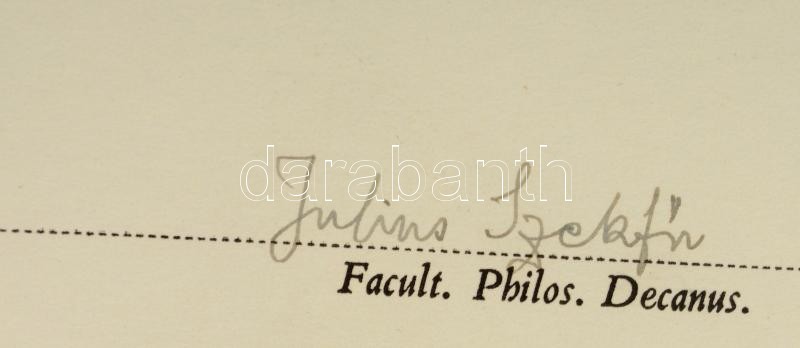 darabanth
Julius Szekfű
Facult. Philos. Decanus.